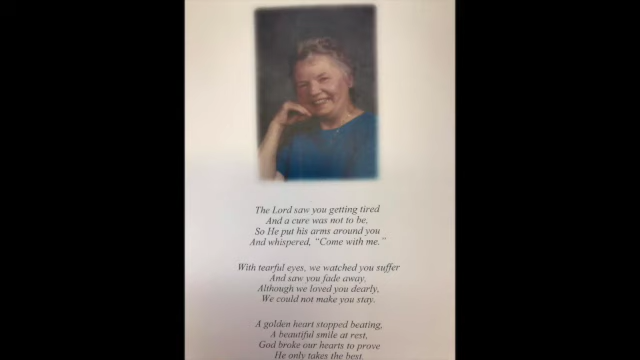 The Lord saw you getting tired
And a cure was not to be,
So He put his arms around you
And whispered, “Come with me.”
With tearful eyes, we watched you suffer
And saw you fade away,
Although we loved you dearly,
We could not make you stay.
A golden heart stopped beating,
A beautiful smile at rest,
God broke our hearts to prove
He only takes the best